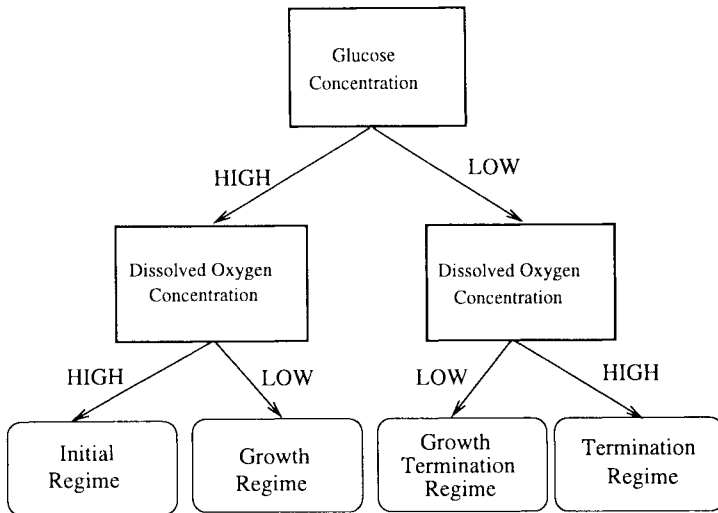 Glucose
Concentration
HIGH
LOW
Dissolved Oxygen
Concentration
Dissolved Oxygen
Concentration
HIGH
LOW
LOW
HIGH
Initial
Regime
Growth
Regime
Growth
Termination
Regime
Termination
Regime